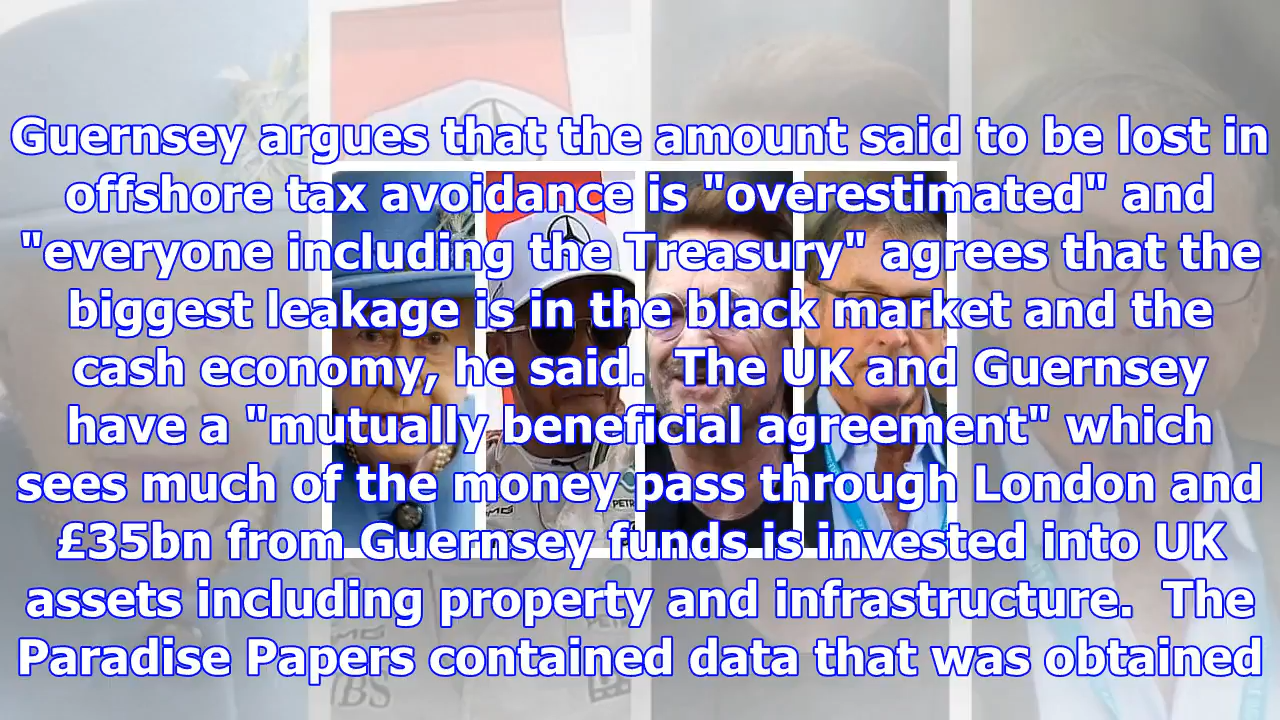 Guernsey argues that the amount said to be lost in
offshore tax avoidance is "overestimated" and
"everyone including the Treasury" agrees that the
biggest leakage is in the black market and the
cash economy, he said.  The UK and Guernsey
have a "mutually beneficial agreement" which
sees much of the money pass through London and
£35bn from Guernsey funds is invested into UK
assets including property and infrastructure.  The
Paradise Papers contained data that was obtained